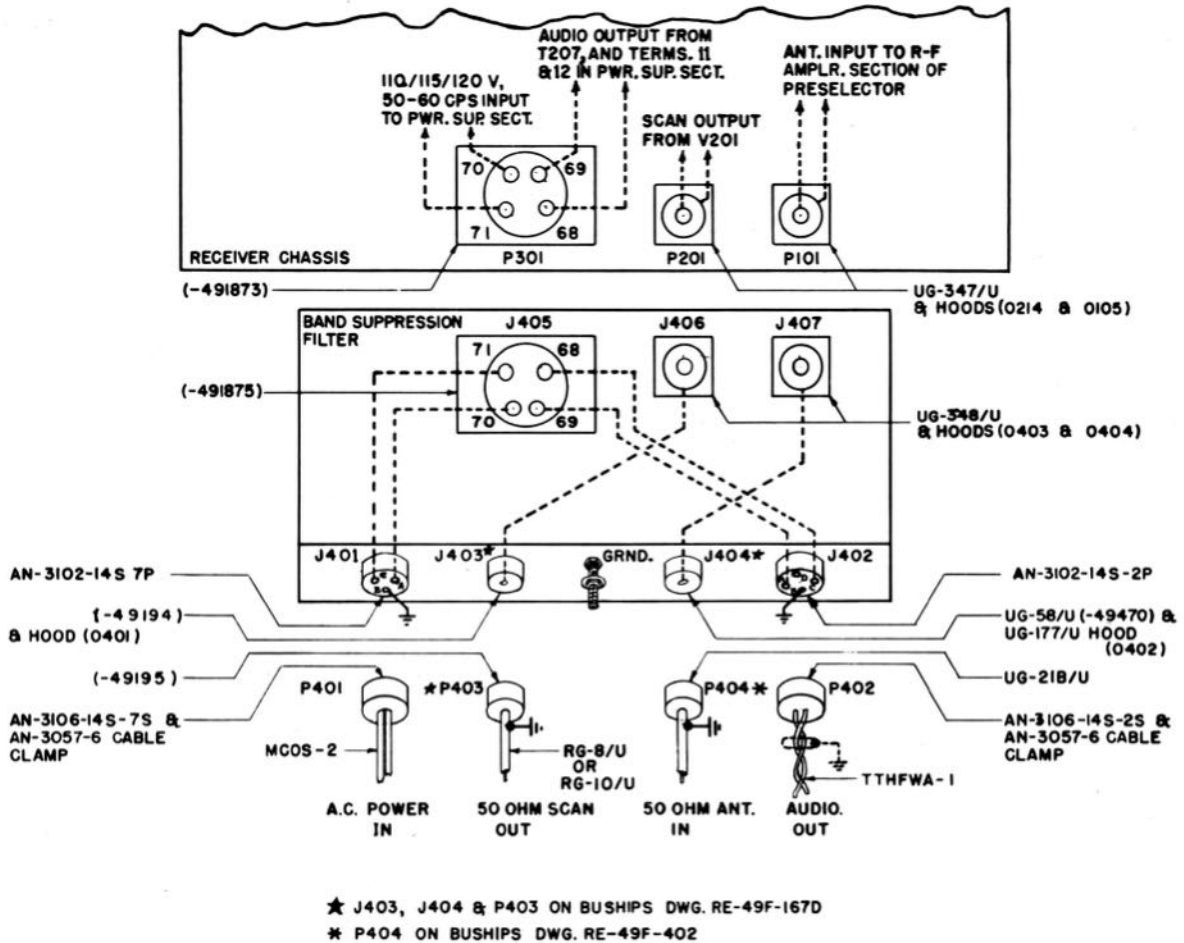 AUDIO OUTPUT FROM
T207, AND TERMS. 11
& 12 IN PWR. SUP. SECT.
ANT. INPUT TO R-F
AMPLR. SECTION OF
PRESELECTOR
110/115/120 V,
50-60 CPS INPUT
TO PWR. SUP. SECT.
SCAN OUTPUT
FROM V201
70
69
71
68
RECEIVER CHASSIS
P301
P201
P101
(-491873)
UG-347/U
& HOODS (0214 & 0105)
BAND SUPPRESSION
FILTER
J405
J406
J407
71
68
(-491875)
70
69
UG-348/U
& HOODS (0403 & 0404)
J401
J403★
GRND.
J404★
J402
AN-3102-14S 7P
AN-3102-14S-2P
(-49194)
& HOOD (0401)
UG-58/U (-49470) &
UG-177/U HOOD
(0402)
(-49195)
UG-21B/U
P401
★P403
P404*
P402
AN-3106-14S-7S &
AN-3057-6 CABLE
CLAMP
AN-3106-14S-2S &
AN-3057-6 CABLE
CLAMP
MCOS-2
RG-8/U
OR
RG-10/U
TTHFWA-1
A.C. POWER
IN
50 OHM SCAN
OUT
50 OHM ANT.
IN
AUDIO.
OUT
★ J403, J404 & P403 ON BUSHIPS DWG. RE-49F-167D
* P404 ON BUSHIPS DWG. RE-49F-402